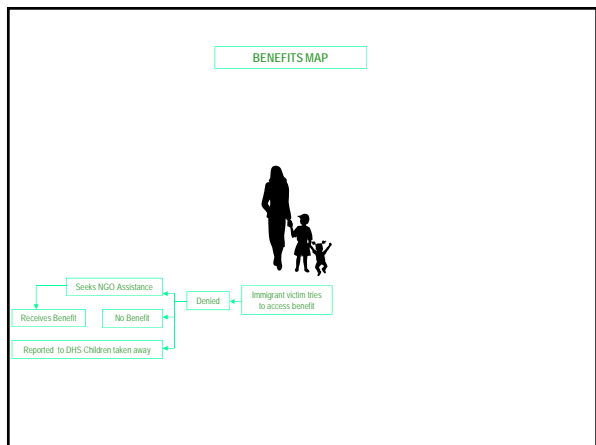 BENEFITS MAP
Seeks NGO Assistance
Denied
Immigrant victim tries
to access benefit
Receives Benefit
No Benefit
Reported to DHS Children taken away